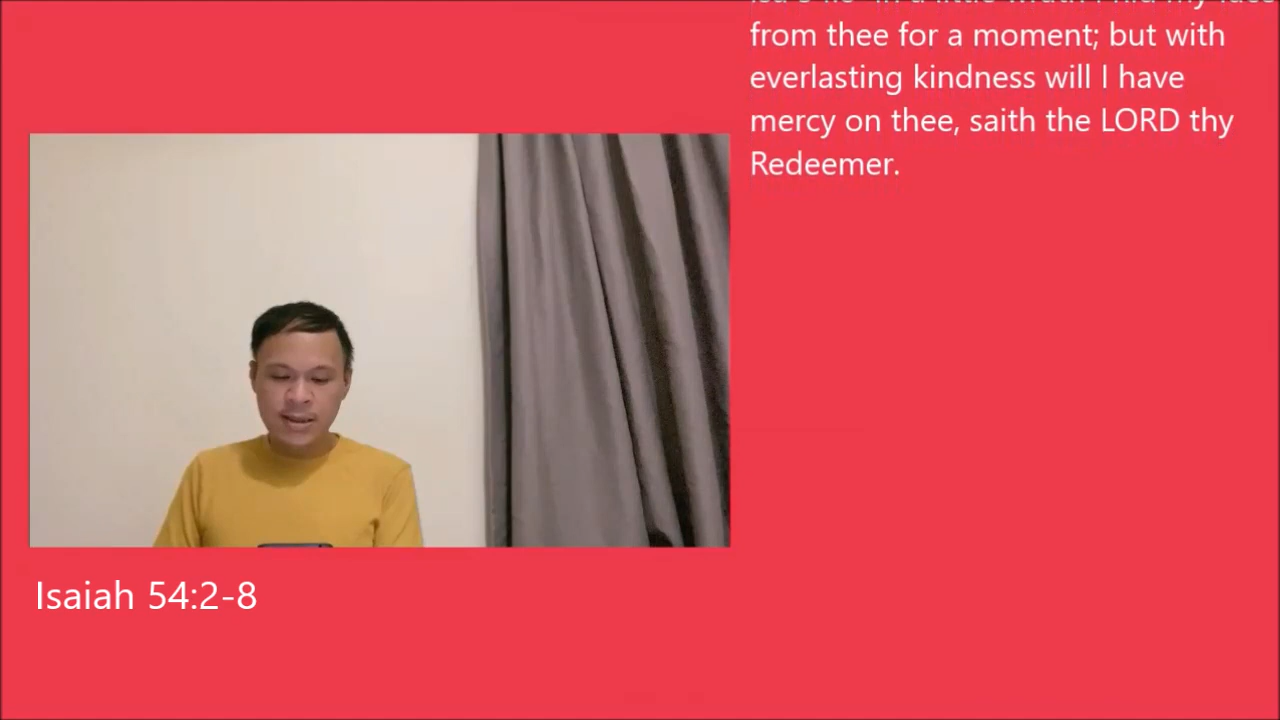 from thee for a moment; but with
everlasting kindness will I have
mercy on thee, saith the LORD thy
Redeemer.
Isaiah 54:2-8